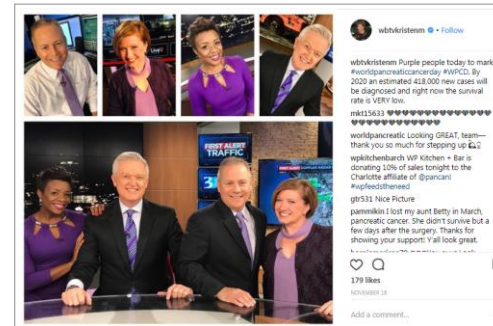 wbtvkristenm • Follow
wbtvkristenm Purple people today to mark
#worldpancreaticcancerday #WPCD. By
2020 an estimated 418,000 new cases will
be diagnosed and right now the survival
rate is VERY low.
mkt15633
worldpancreatic Looking GREAT, team—
thank you so much for stepping up
wpkitchenbarch WP Kitchen + Bar is
donating 10% of sales tonight to the
Charlotte affiliate of @pancan!
#wpfeedstheneed
gtr531 Nice Picture
pammikin I lost my aunt Betty in March,
pancreatic cancer. She didn't survive but a
few days after the surgery. Thanks for
showing your support! Y'all look great.
179 likes
NOVEMBER 18
Add a comment...
FIRST ALERT
TRAFFIC